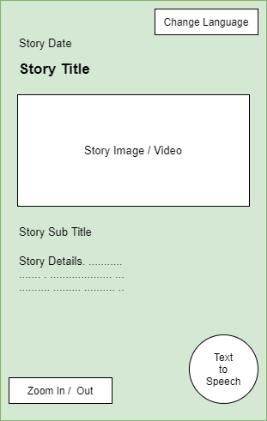 Change Language
Story Date
Story Title
Story Image / Video
Story Sub Title
Story Details. ...........
....... . .................... ...
.......... ......... .......... ..
Text
to
Speech
Zoom In /  Out